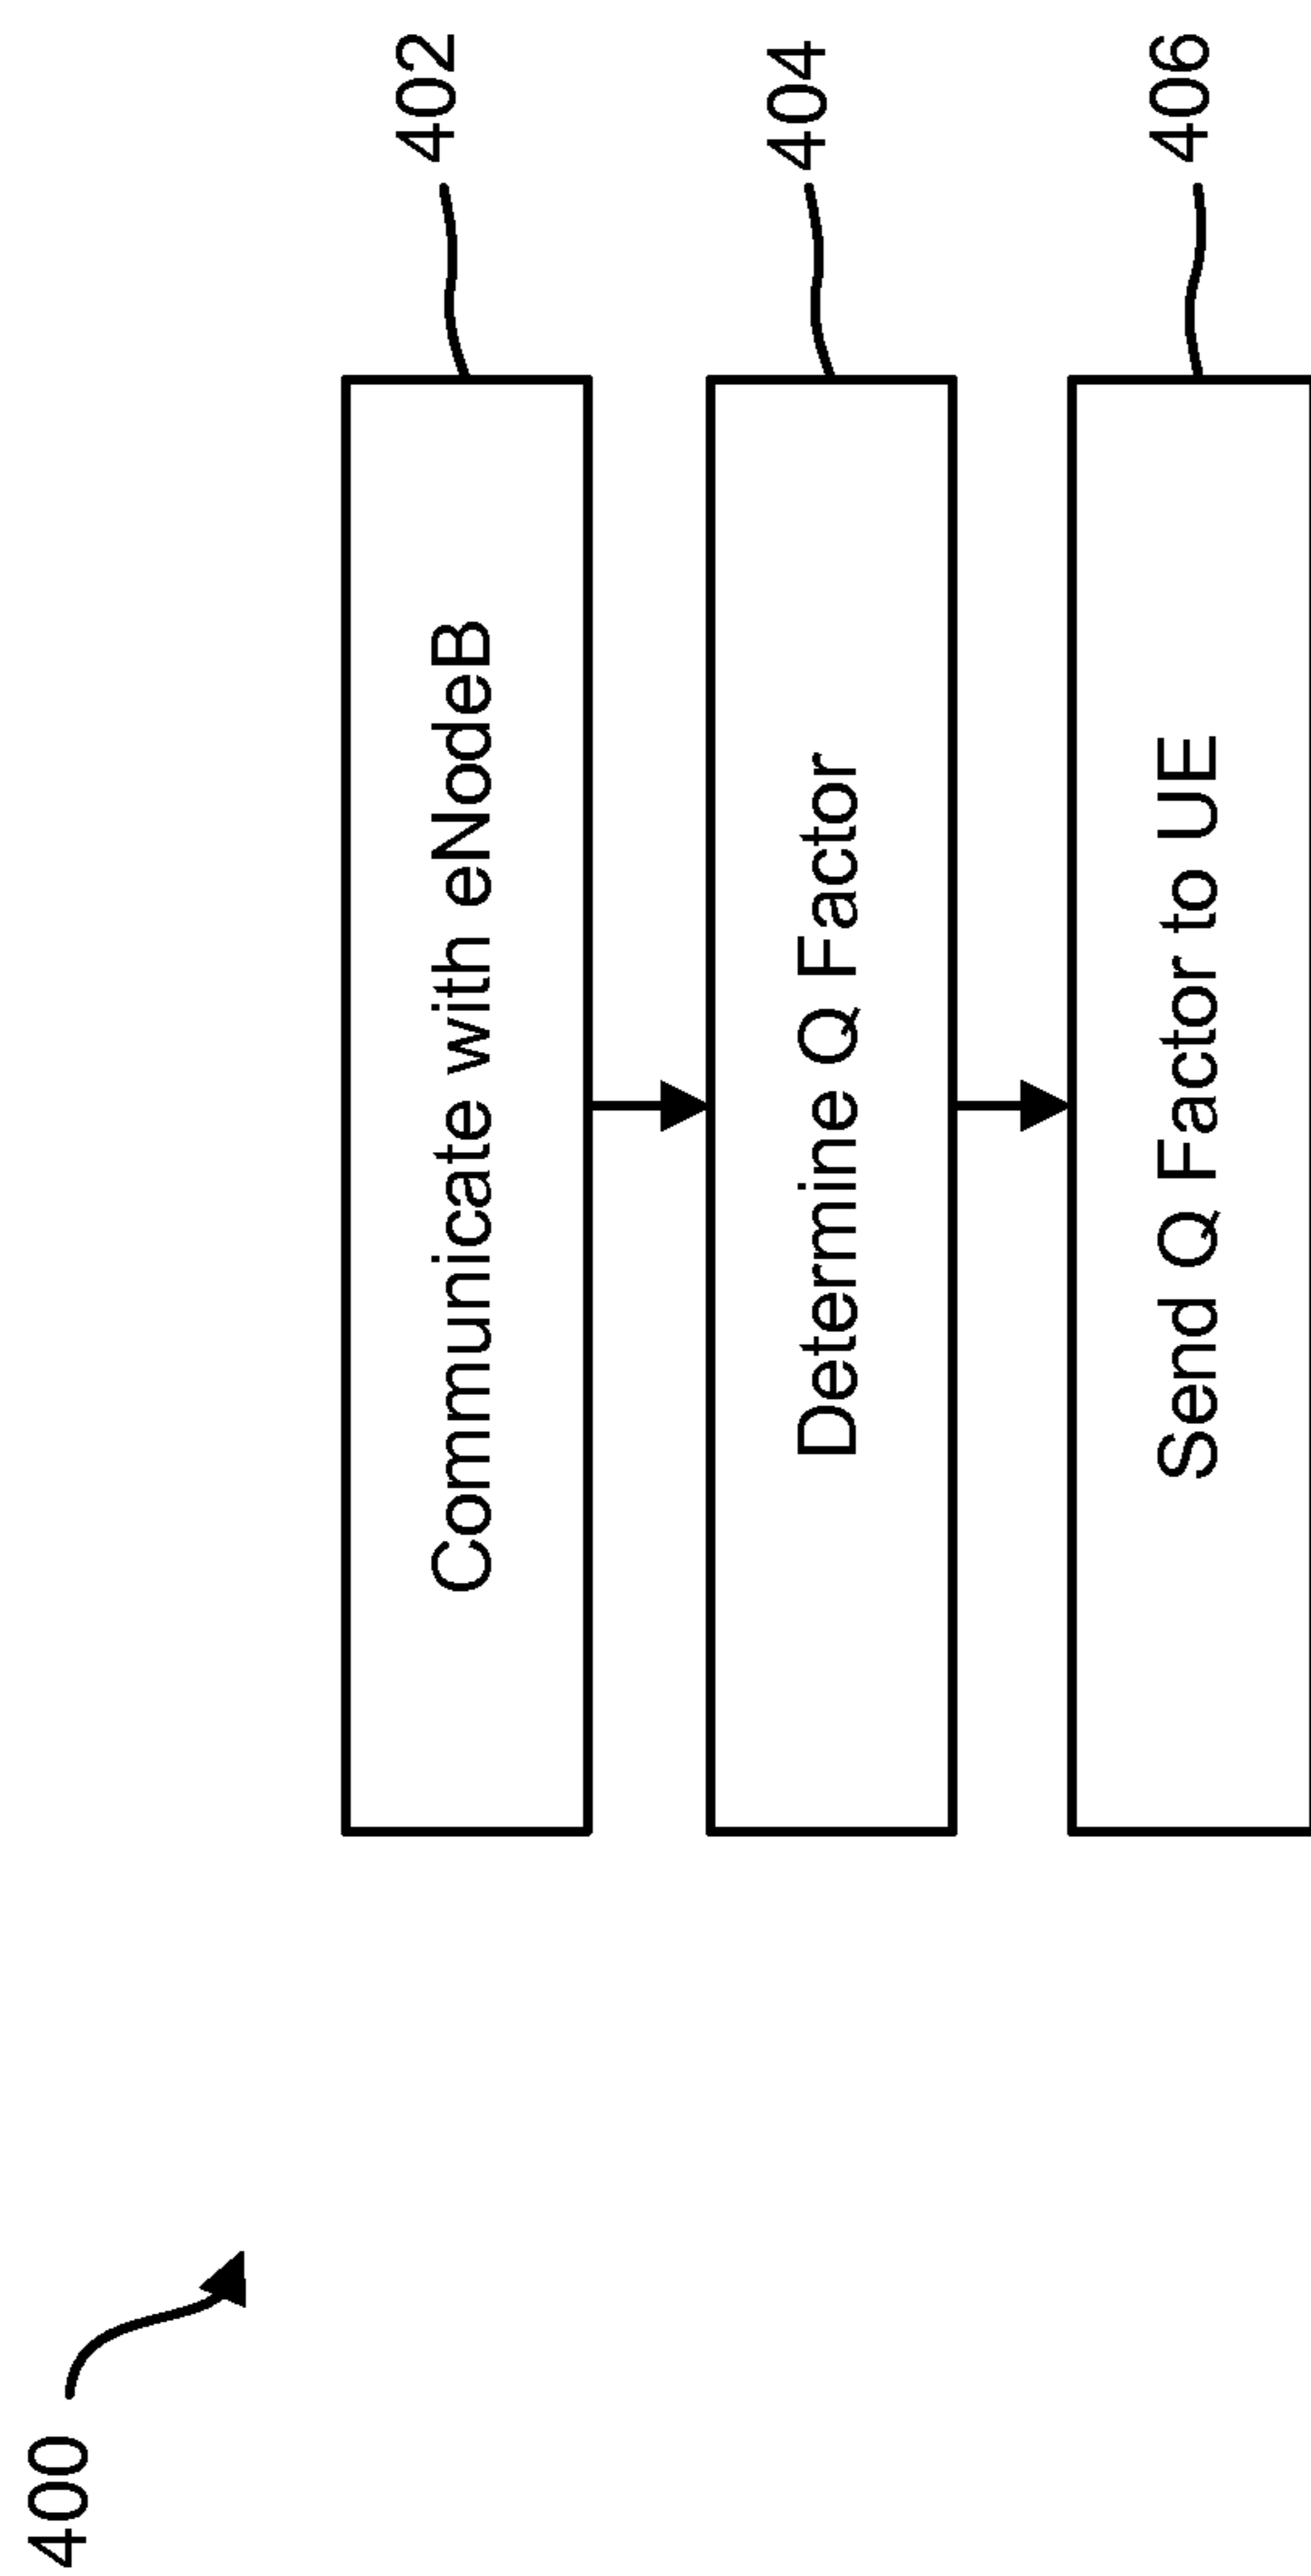 400
Communicate with eNodeB
402
Determine Q Factor
404
Send Q Factor to UE
406